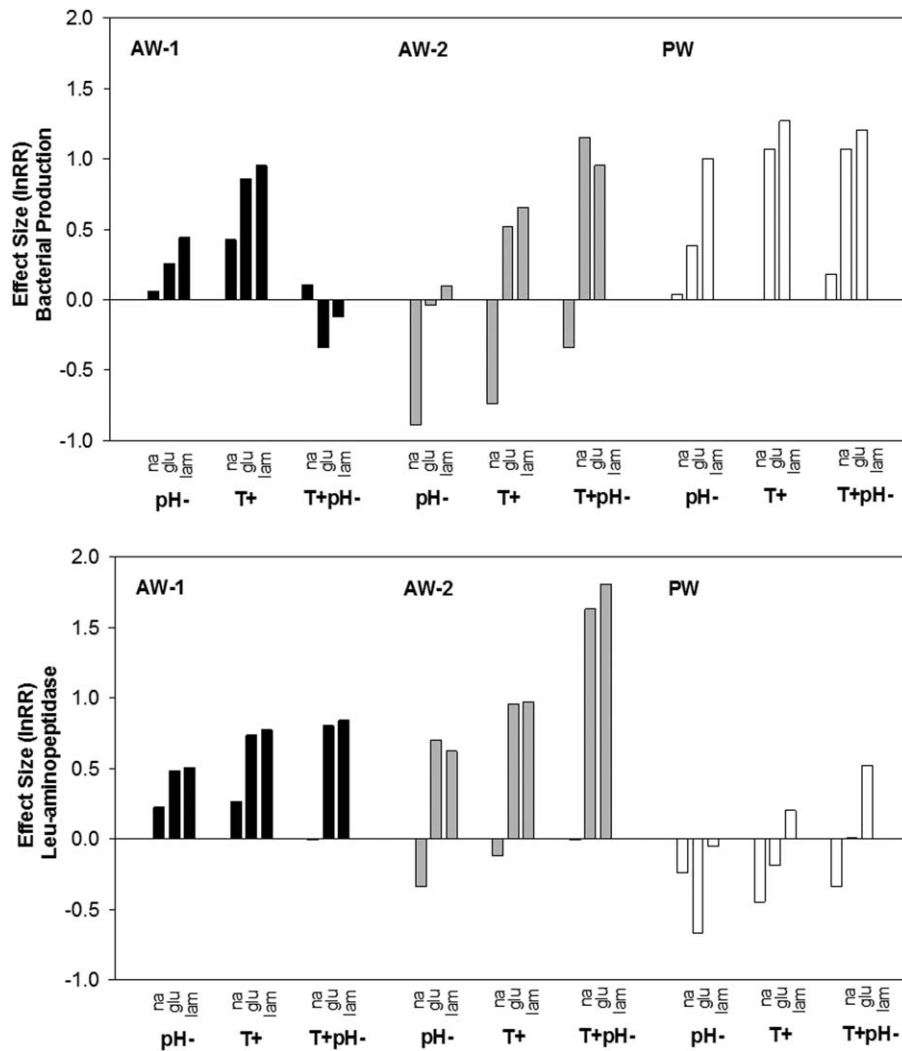 2.0
AW-1 AW-2 PW
1.5
1.0
0.5
0.0
-0.5
-1.0
Effect Size (lnRR)
Bacterial Production
na glu lam na glu lam na glu lam na glu lam na glu lam na glu lam na glu lam na glu lam na glu lam
pH- T+ T+pH- pH- T+ T+pH- pH- T+ T+pH-
2.0
AW-1 AW-2 PW
1.5
1.0
0.5
0.0
-0.5
-1.0
Effect Size (lnRR)
Leu-aminopeptidase
na glu lam na glu lam na glu lam na glu lam na glu lam na glu lam na glu lam na glu lam na glu lam
pH- T+ T+pH- pH- T+ T+pH- pH- T+ T+pH-